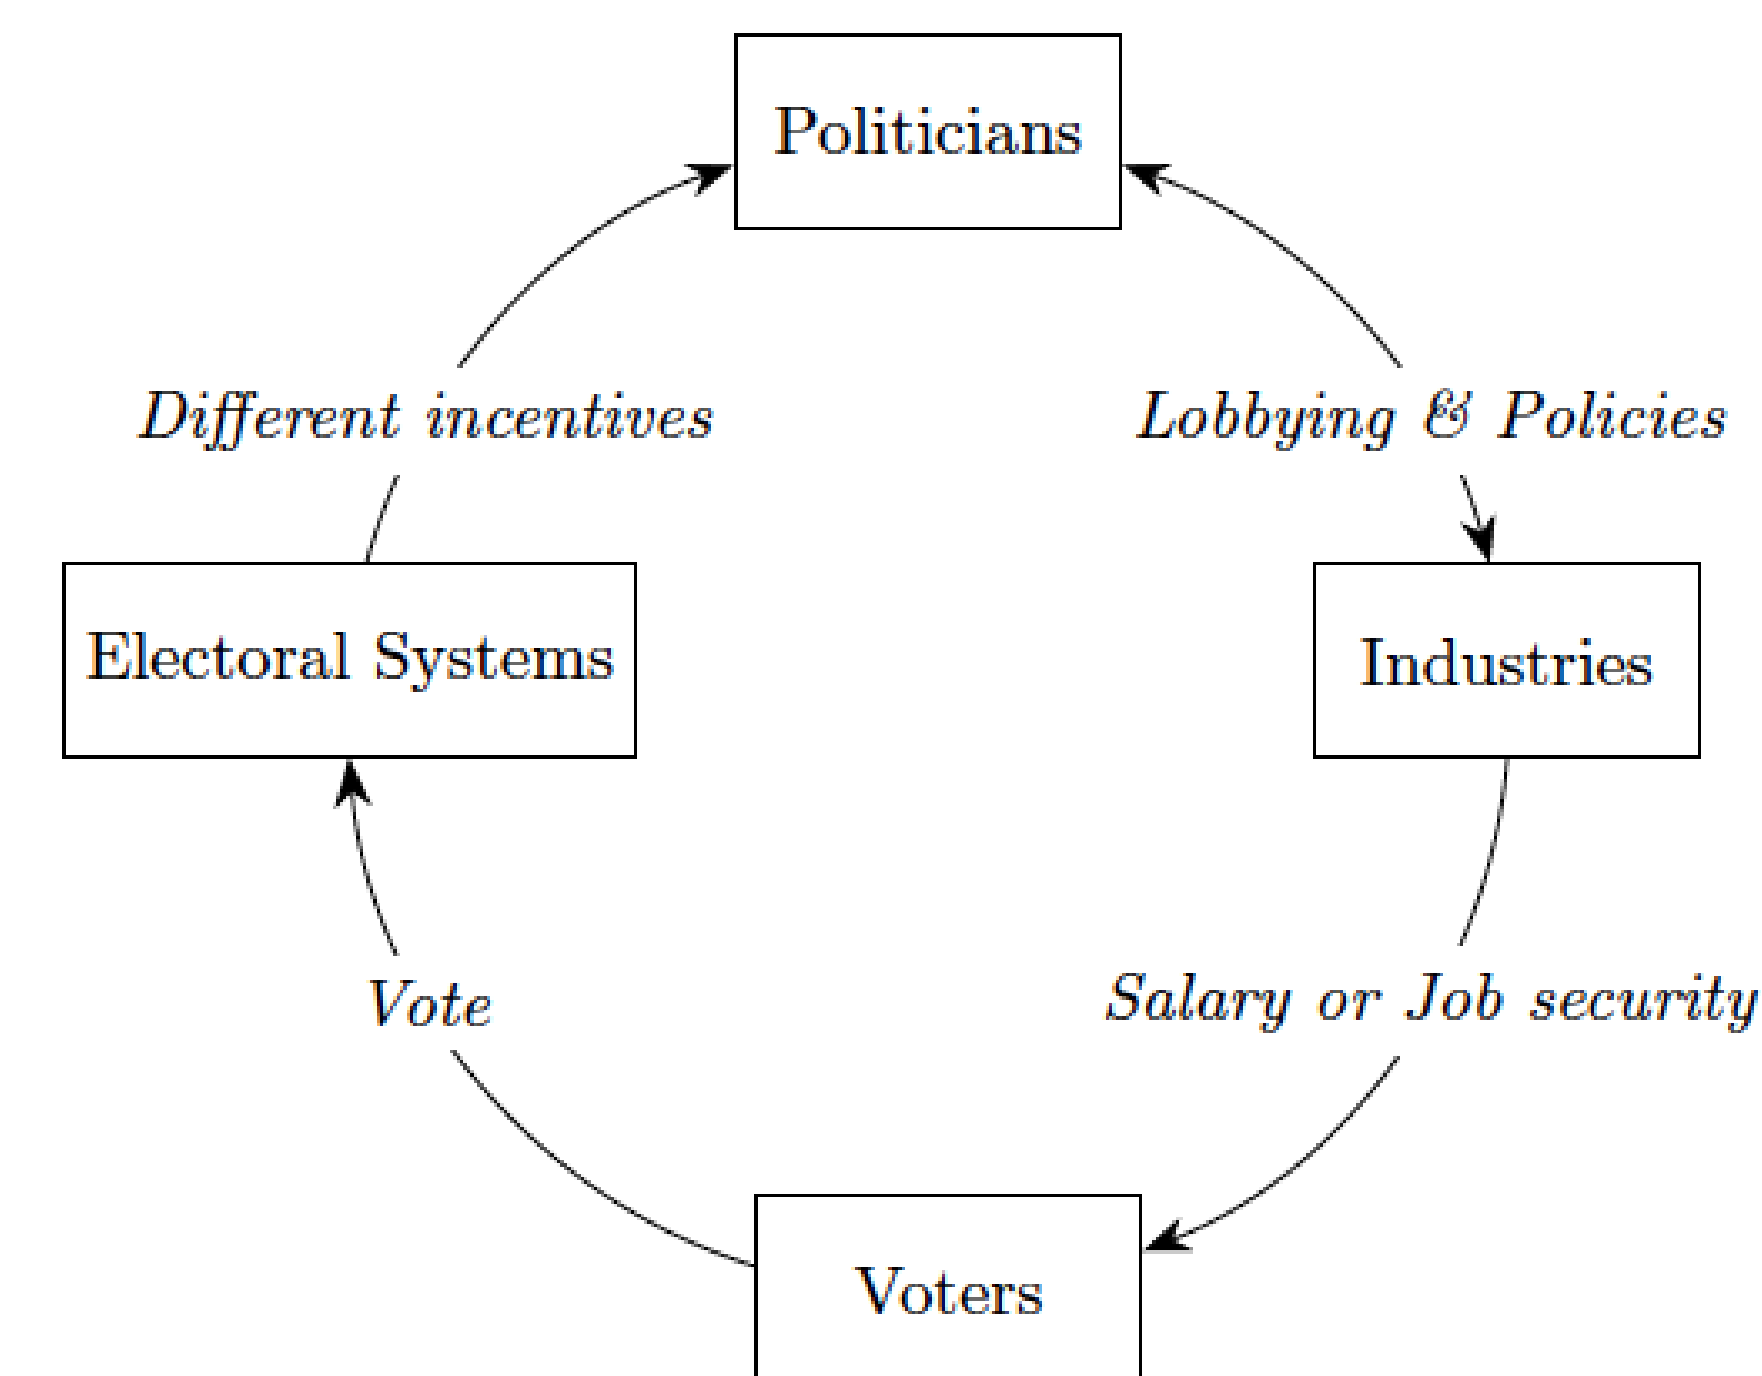 Politicians
Different incentives
Lobbying & Policies
Electoral Systems
Industries
Vote
Salary or Job security
Voters